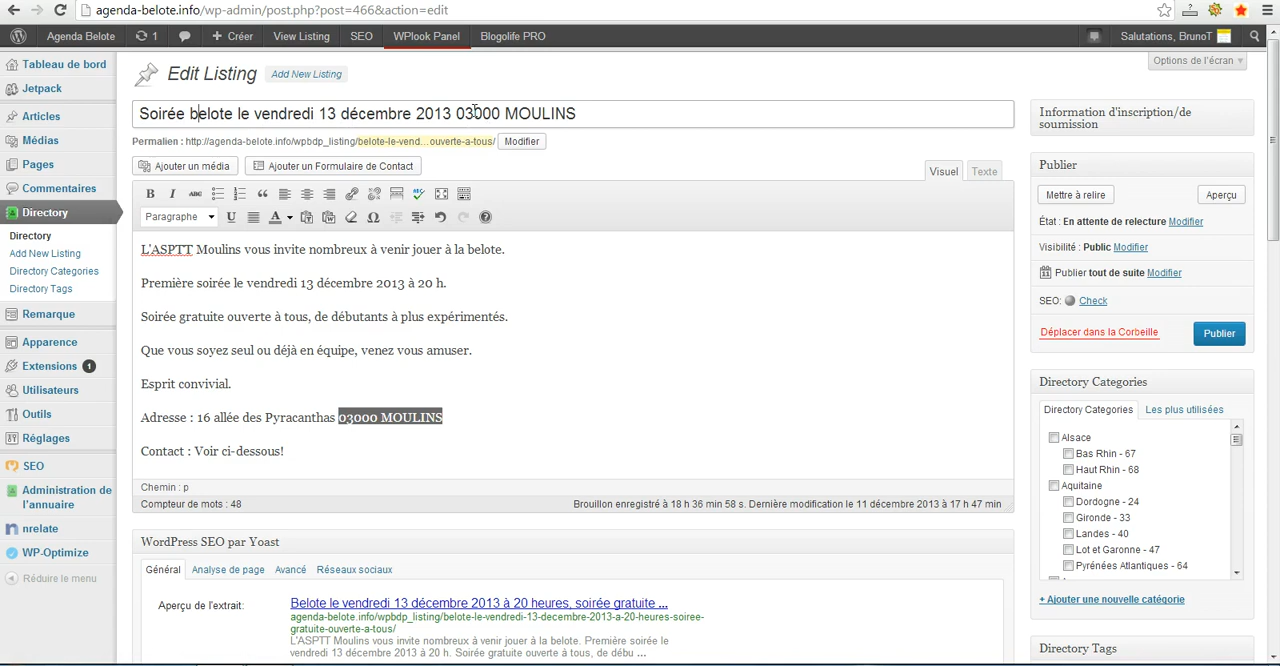 agenda-belote.info/wp-admin/post.php?post=466&action=edit
Agenda Belote 1 + Créer View Listing SEO WPlook Panel Blogolife PRO Salutations, BrunoT
Options de l'écran
Edit Listing Add New Listing
Soirée belote le vendredi 13 décembre 2013 03000 MOULINS
Permalien : http://agenda-belote.info/wpbdp_listing/belote-le-vend...ouverte-a-tous/ Modifier
Ajouter un média Ajouter un Formulaire de Contact
Visuel Texte
B I ABC
Paragraphe U A
L'ASPTT Moulins vous invite nombreux à venir jouer à la belote.
Première soirée le vendredi 13 décembre 2013 à 20 h.
Soirée gratuite ouverte à tous, de débutants à plus expérimentés.
Que vous soyez seul ou déjà en équipe, venez vous amuser.
Esprit convivial.
Adresse : 16 allée des Pyracanthas 03000 MOULINS
Contact : Voir ci-dessous!
Chemin : p
Compteur de mots : 48 Brouillon enregistré à 18 h 36 min 58 s. Dernière modification le 11 décembre 2013 à 17 h 47 min
WordPress SEO par Yoast
Général Analyse de page Avancé Réseaux sociaux
Aperçu de l'extrait:
Belote le vendredi 13 décembre 2013 à 20 heures, soirée gratuite ...
agenda-belote.info/wpbdp_listing/belote-le-vendredi-13-decembre-2013-a-20-heures-soiree-
gratuite-ouverte-a-tous/
L'ASPTT Moulins vous invite nombreux à venir jouer à la belote. Première soirée le
vendredi 13 décembre 2013 à 20 h. Soirée gratuite ouverte à tous, de débu ...
Tableau de bord
Jetpack
Articles
Médias
Pages
Commentaires
Directory
Directory
Add New Listing
Directory Categories
Directory Tags
Remarque
Apparence
Extensions 1
Utilisateurs
Outils
Réglages
SEO
Administration de
l'annuaire
nrelate
WP-Optimize
Réduire le menu
Information d'inscription/de
soumission
Publier
Mettre à relire Aperçu
État : En attente de relecture Modifier
Visibilité : Public Modifier
Publier tout de suite Modifier
SEO: Check
Déplacer dans la Corbeille Publier
Directory Categories
Directory Categories Les plus utilisées
Alsace
Bas Rhin - 67
Haut Rhin - 68
Aquitaine
Dordogne - 24
Gironde - 33
Landes - 40
Lot et Garonne - 47
Pyrénées Atlantiques - 64
+ Ajouter une nouvelle catégorie
Directory Tags